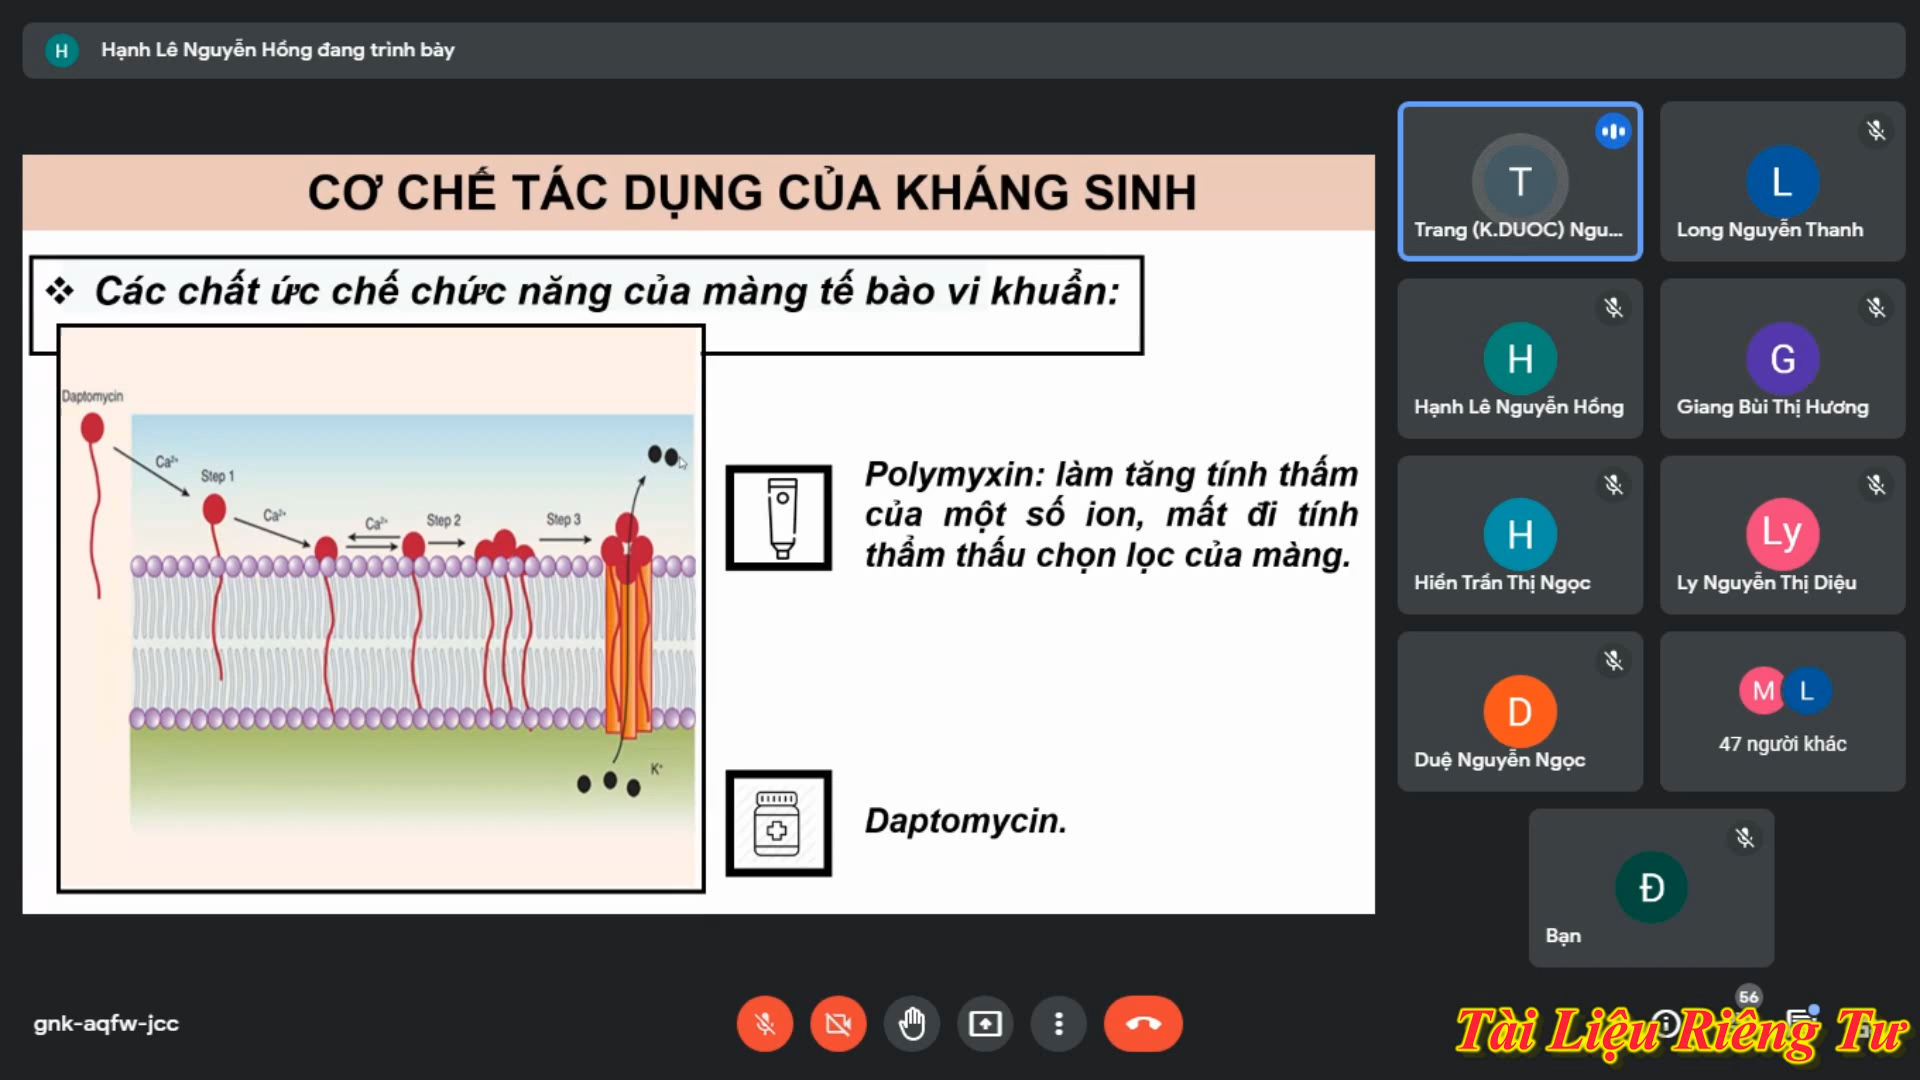 H Hạnh Lê Nguyễn Hồng đang trình bày
CƠ CHẾ TÁC DỤNG CỦA KHÁNG SINH
❖ Các chất ức chế chức năng của màng tế bào vi khuẩn:
Daptomycin
Ca²⁺
Step 1
Ca²⁺
Ca²⁺
Step 2
Step 3
K⁺
Polymyxin: làm tăng tính thấm
của một số ion, mất đi tính
thẩm thấu chọn lọc của màng.
Daptomycin.
T
Trang (K.DUOC) Ngu...
L
Long Nguyễn Thanh
H
Hạnh Lê Nguyễn Hồng
G
Giang Bùi Thị Hương
H
Hiền Trần Thị Ngọc
Ly
Ly Nguyễn Thị Diệu
D
Duệ Nguyễn Ngọc
M L
47 người khác
Đ
Bạn
gnk-aqfw-jcc
56
Tài Liệu Riêng Tư